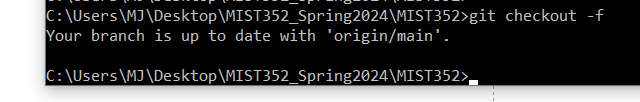 C:\Users\MJ\Desktop\MIST352_Spring2024\MIST352>git checkout -f
Your branch is up to date with 'origin/main'.
C:\Users\MJ\Desktop\MIST352_Spring2024\MIST352>